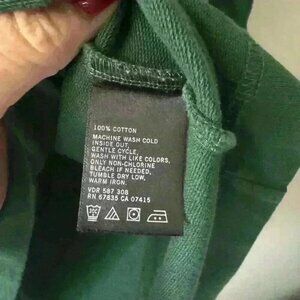 100% COTTON
MACHINE WASH COLD
INSIDE OUT,
GENTLE CYCLE,
WASH WITH LIKE COLORS,
ONLY NON-CHLORINE
BLEACH IF NEEDED,
TUMBLE DRY LOW,
WARM IRON.
VDR 587 308
RN 67835 CA 07415